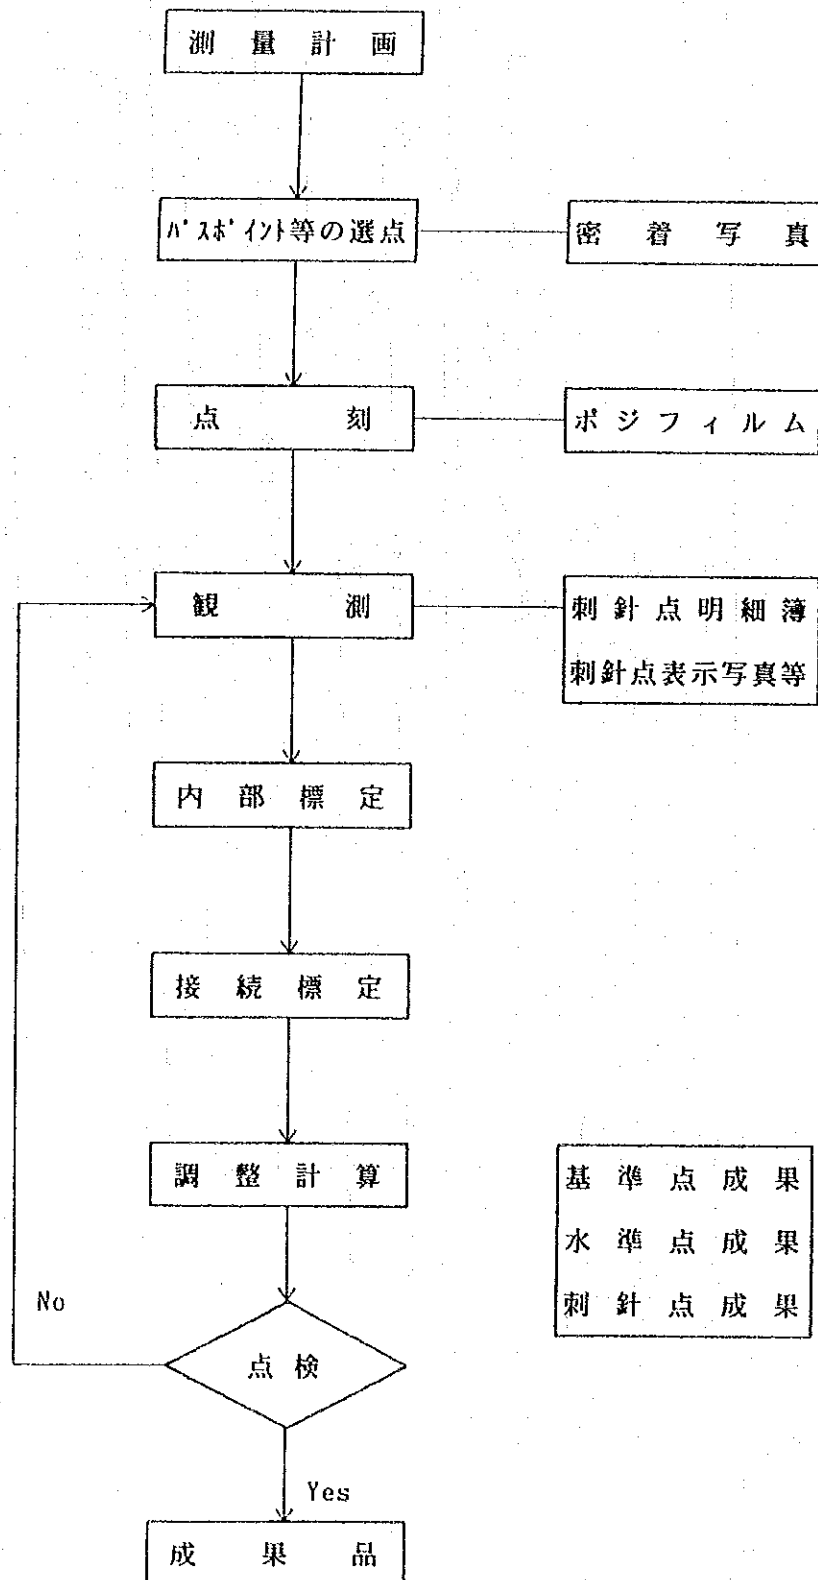 測量計画
パスポイント等の選点
密着写真
点刻
ポジフィルム
観測
刺針点明細簿
刺針点表示写真等
内部標定
接続標定
調整計算
基準点成果
水準点成果
刺針点成果
No
点検
Yes
成果品